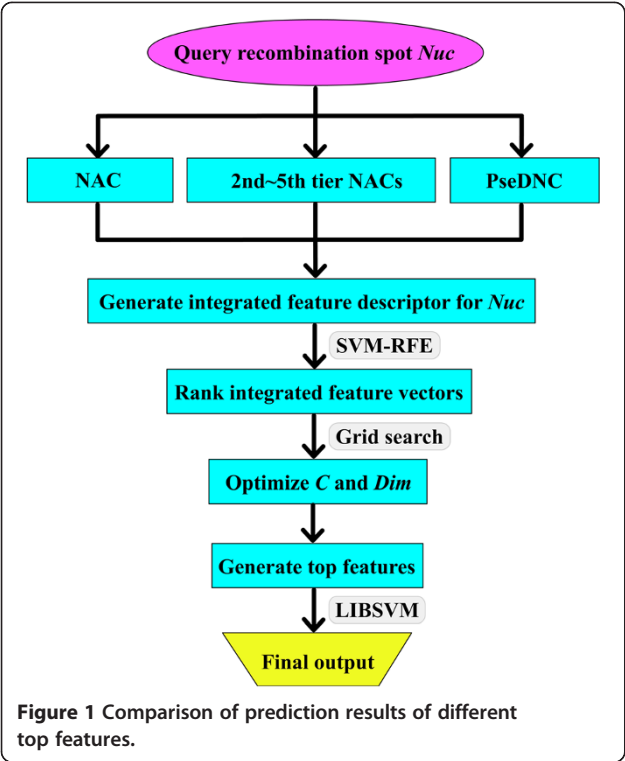 Query recombination spot Nuc
NAC
2nd~5th tier NACs
PseDNC
Generate integrated feature descriptor for Nuc
SVM-RFE
Rank integrated feature vectors
Grid search
Optimize C and Dim
Generate top features
LIBSVM
Final output
Figure 1 Comparison of prediction results of different
top features.